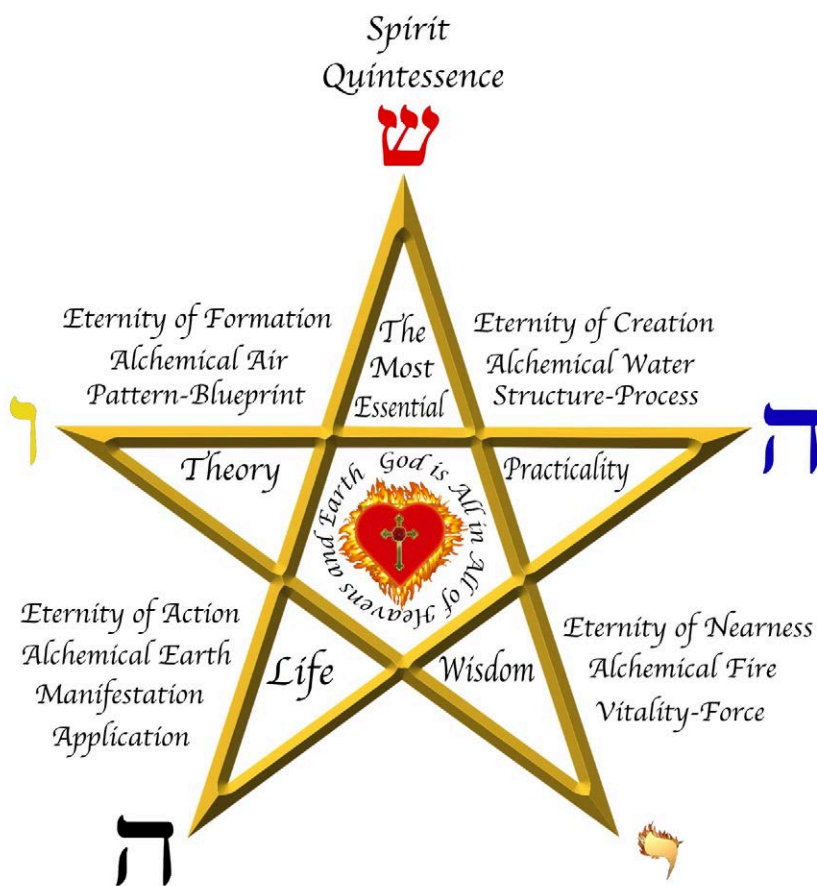 Spirit
Quintessence
ש
Eternity of Formation
Alchemical Air
Pattern-Blueprint
The
Most
Essential
Eternity of Creation
Alchemical Water
Structure-Process
ו
ה
Theory
Practicality
God is All in All of Heavens and Earth
Eternity of Action
Alchemical Earth
Manifestation
Application
Life
Wisdom
Eternity of Nearness
Alchemical Fire
Vitality-Force
ה
י